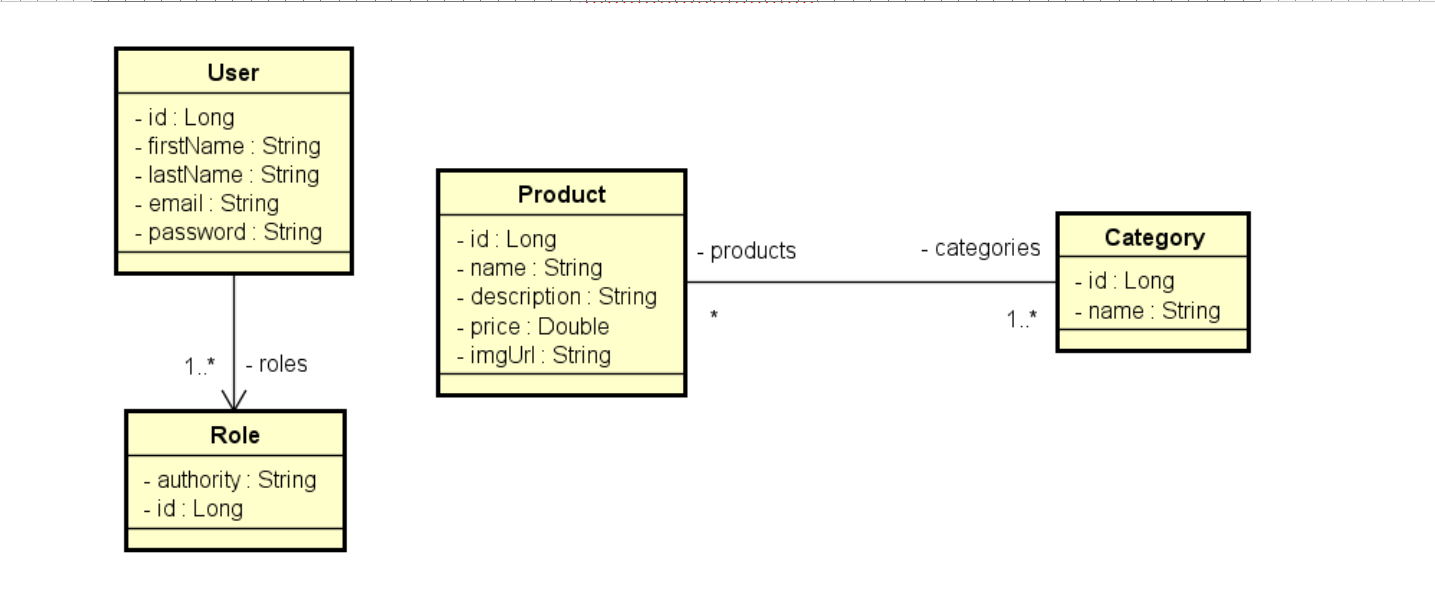 User
- id : Long
- firstName : String
- lastName : String
- email : String
- password : String
1..*
- roles
Role
- authority : String
- id : Long
Product
- id : Long
- name : String
- description : String
- price : Double
- imgUrl : String
- products
*
- categories
1..*
Category
- id : Long
- name : String